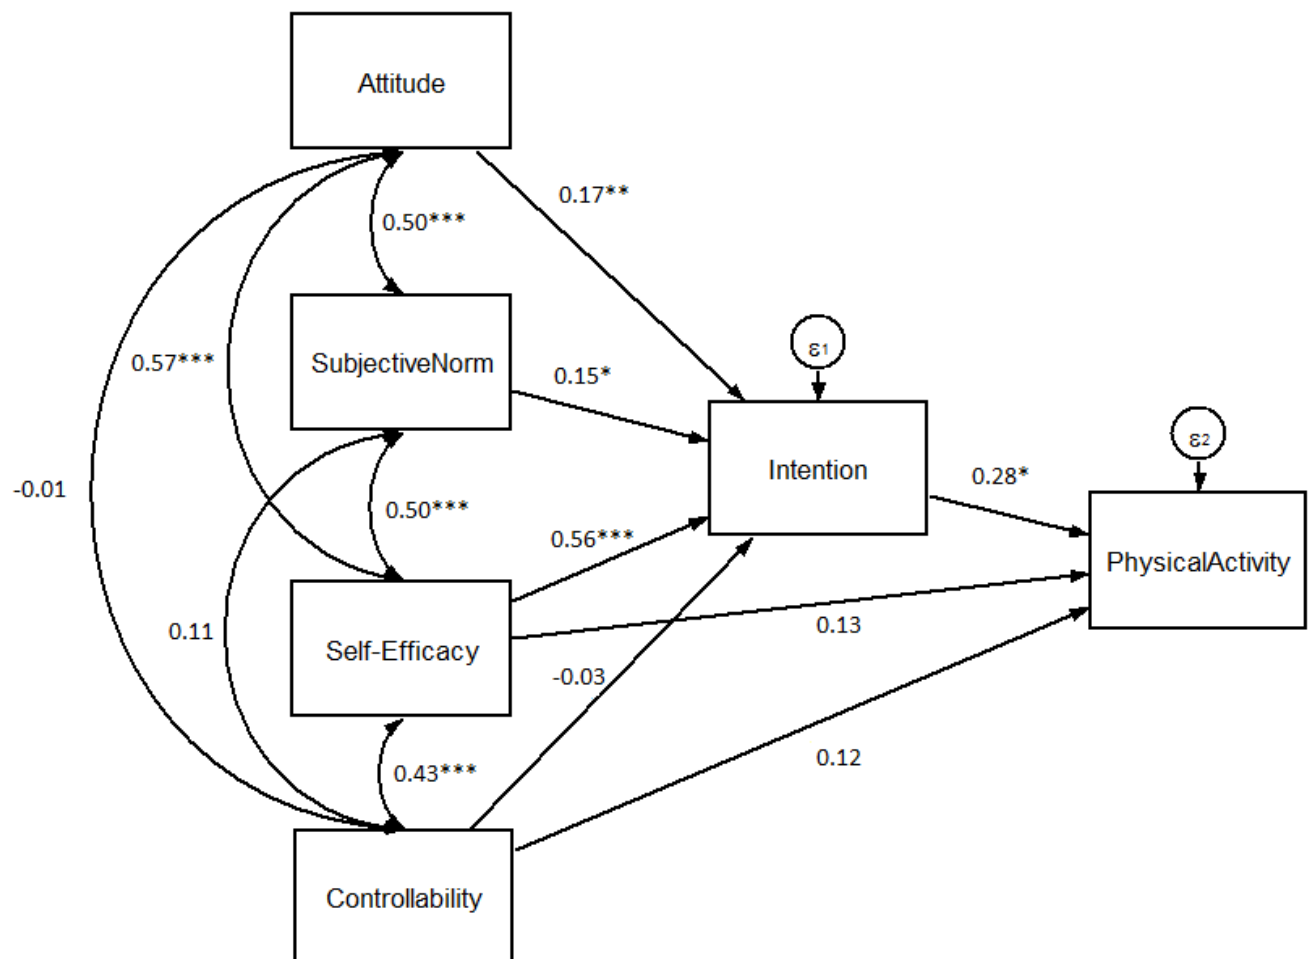 Attitude
0.17**
0.50***
SubjectiveNorm
0.57***
0.15*
ε1
Intention
ε2
0.28*
-0.01
0.50***
0.56***
PhysicalActivity
0.11
Self-Efficacy
0.13
-0.03
0.43***
0.12
Controllability